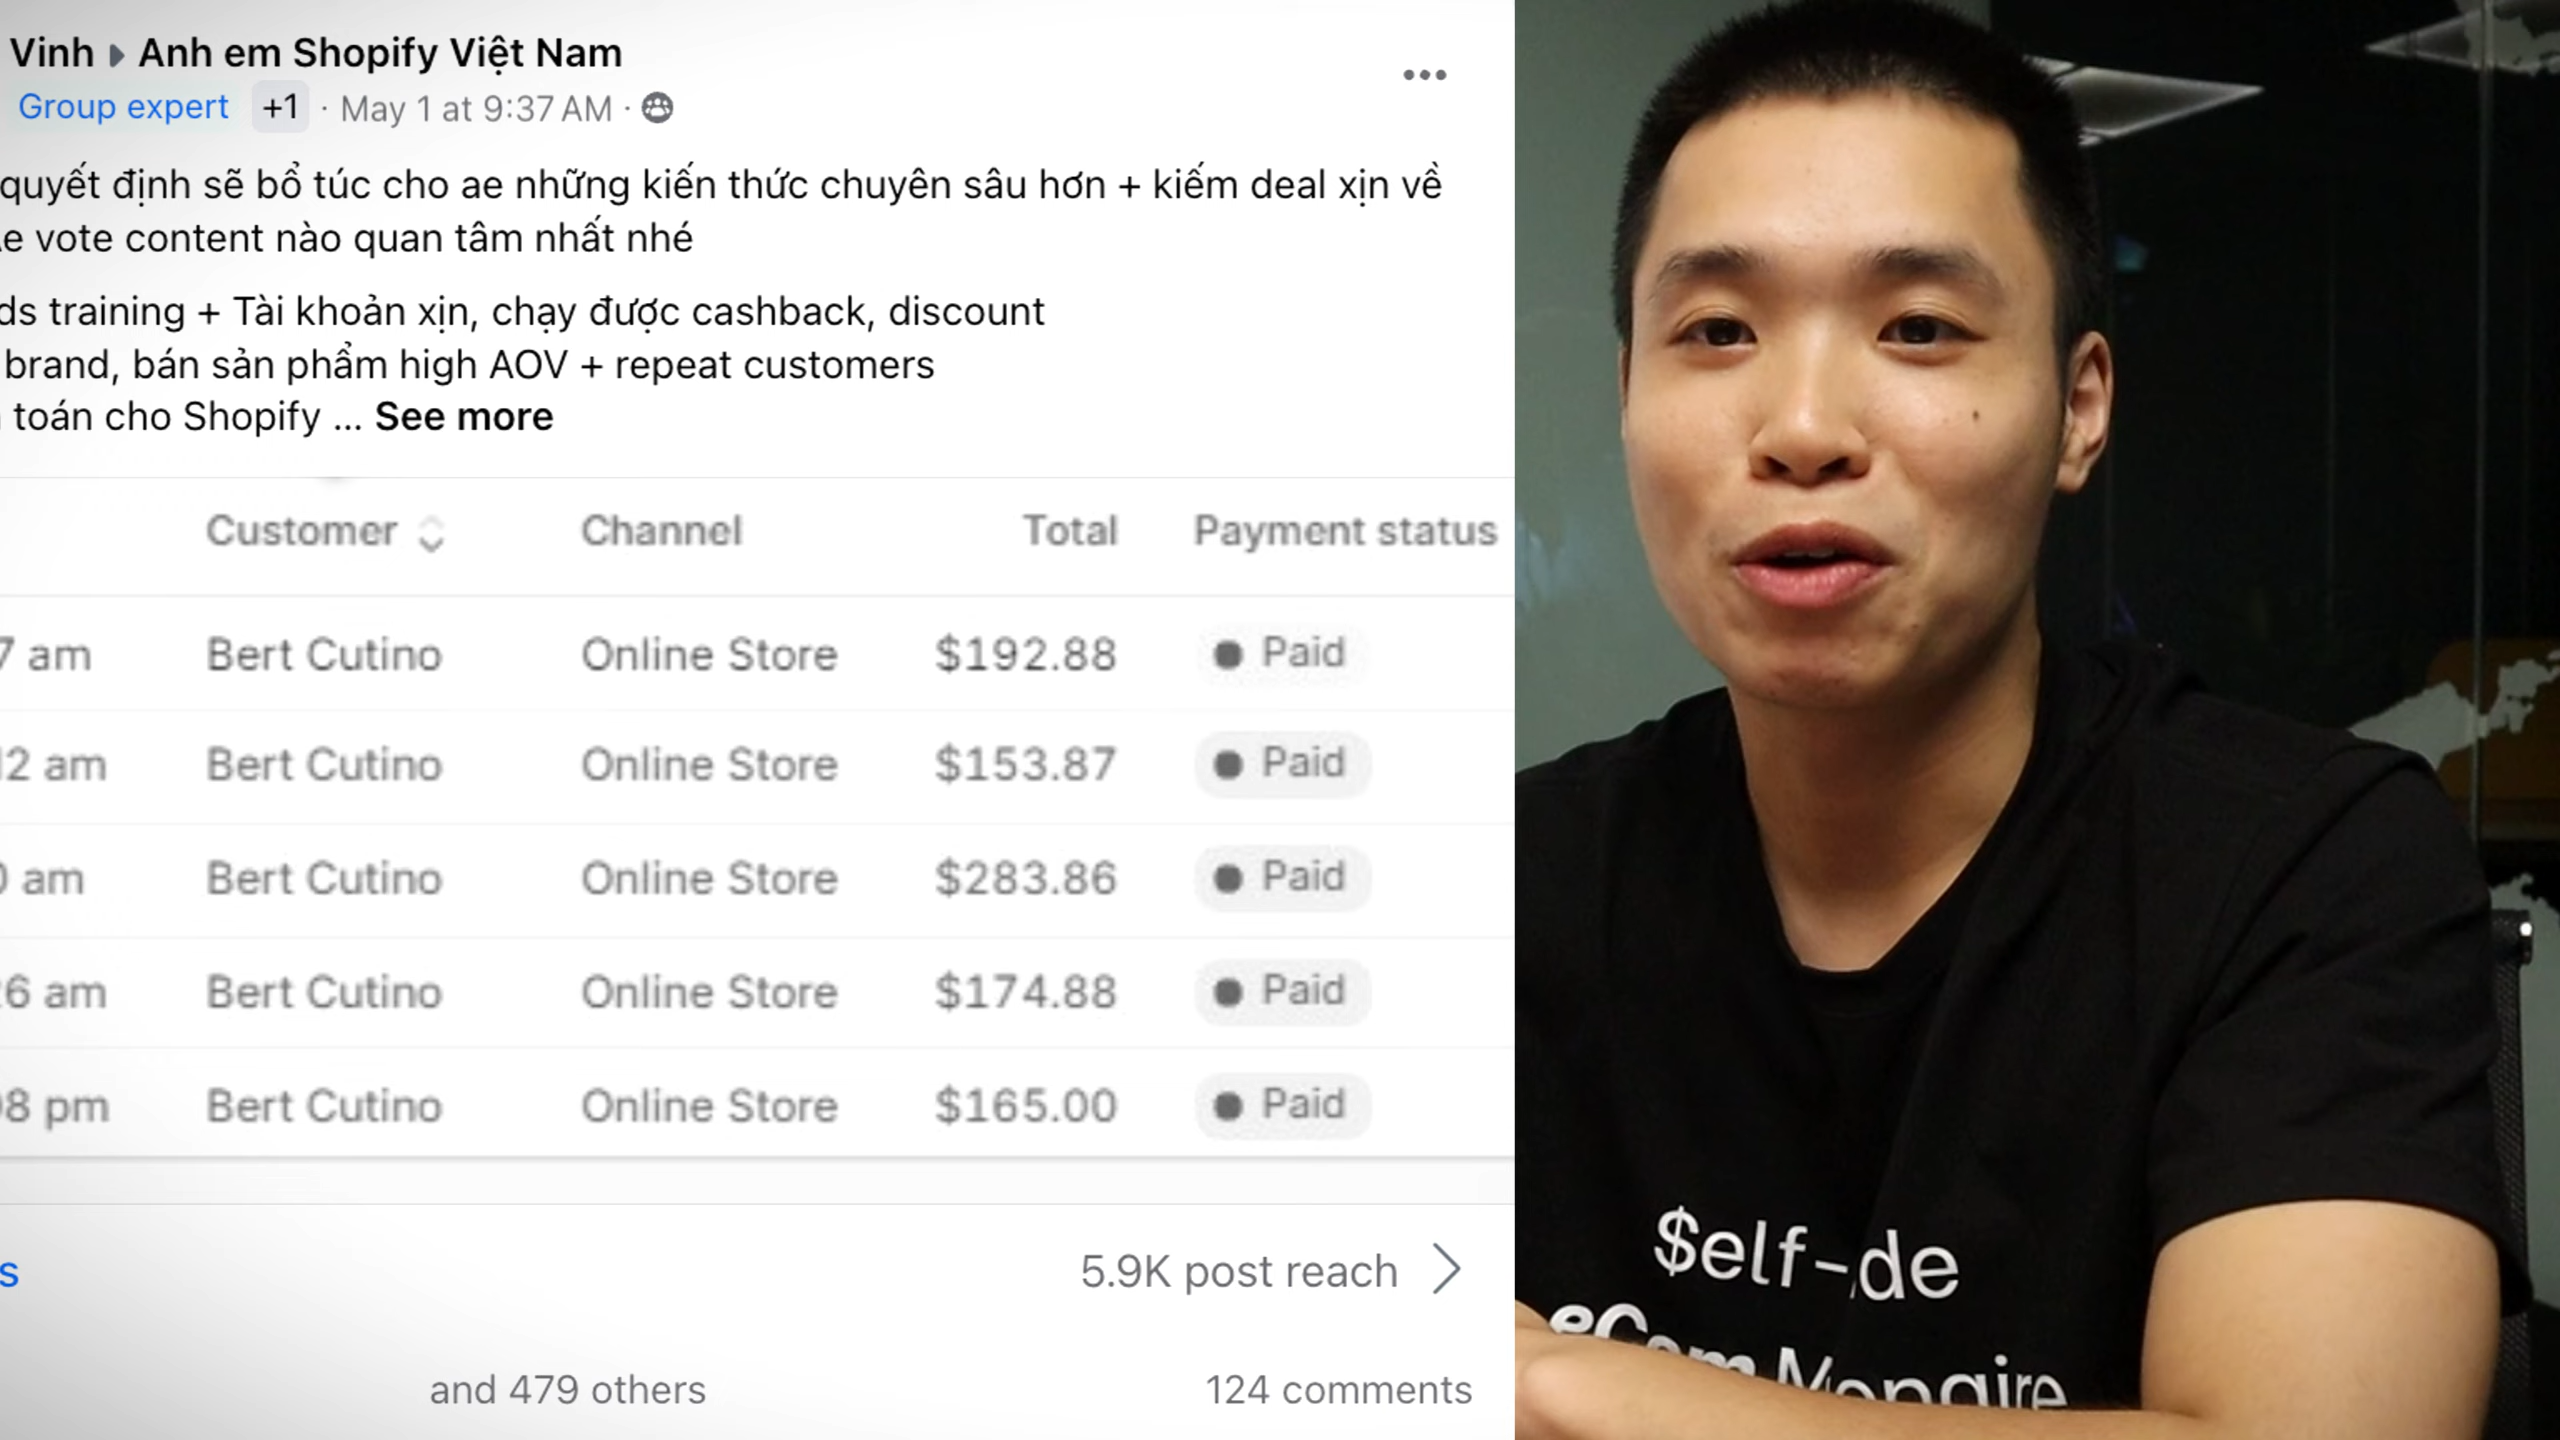 Vinh Anh em Shopify Việt Nam
Group expert +1 · May 1 at 9:37 AM ·
quyết định sẽ bổ túc cho ae những kiến thức chuyên sâu hơn + kiếm deal xịn về
e vote content nào quan tâm nhất nhé
ds training + Tài khoản xịn, chạy được cashback, discount
brand, bán sản phẩm high AOV + repeat customers
toán cho Shopify ... See more
Customer Channel Total Payment status
7 am Bert Cutino Online Store $192.88 Paid
12 am Bert Cutino Online Store $153.87 Paid
0 am Bert Cutino Online Store $283.86 Paid
26 am Bert Cutino Online Store $174.88 Paid
08 pm Bert Cutino Online Store $165.00 Paid
s 5.9K post reach
and 479 others 124 comments
$elf-de
eCom